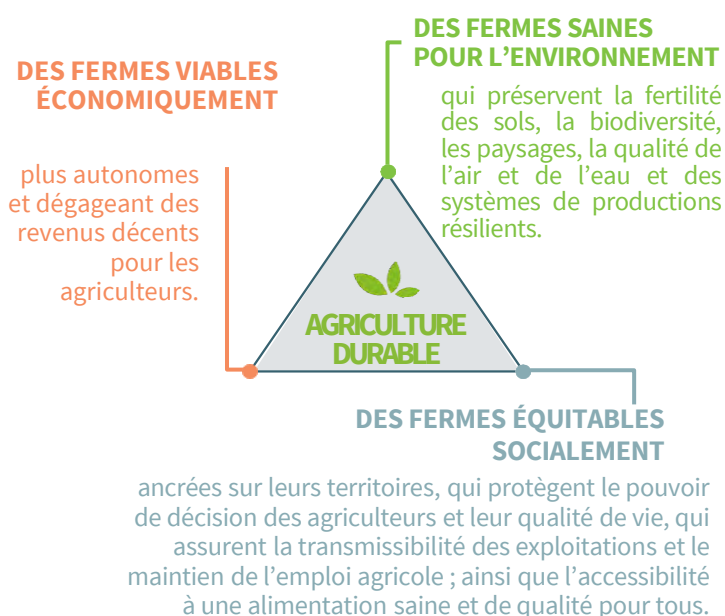 DES FERMES VIABLES
ÉCONOMIQUEMENT
plus autonomes
et dégageant des
revenus décents
pour les
agriculteurs.
DES FERMES SAINES
POUR L’ENVIRONNEMENT
qui préservent la fertilité
des sols, la biodiversité,
les paysages, la qualité de
l’air et de l’eau et des
systèmes de productions
résilients.
AGRICULTURE
DURABLE
DES FERMES ÉQUITABLES
SOCIALEMENT
ancrées sur leurs territoires, qui protègent le pouvoir
de décision des agriculteurs et leur qualité de vie, qui
assurent la transmissibilité des exploitations et le
maintien de l’emploi agricole ; ainsi que l’accessibilité
à une alimentation saine et de qualité pour tous.